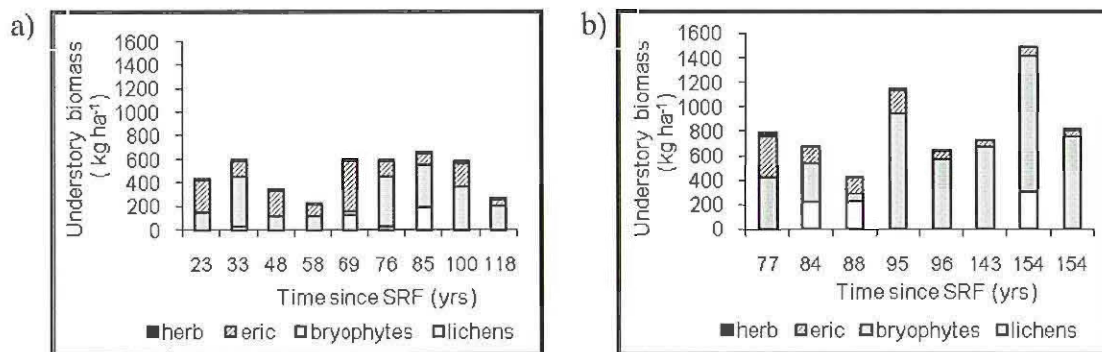 a)
Understory biomass
( kg ha-1)
1600
1400
1200
1000
800
600
400
200
0
23 33 48 58 69 76 85 100 118
Time since SRF (yrs)
■herb ▨eric □bryophytes □lichens
b)
Understory biomass
(kg ha-1)
1600
1400
1200
1000
800
600
400
200
0
77 84 88 95 96 143 154 154
Time since SRF (yrs)
■herb ▨eric □bryophytes □lichens